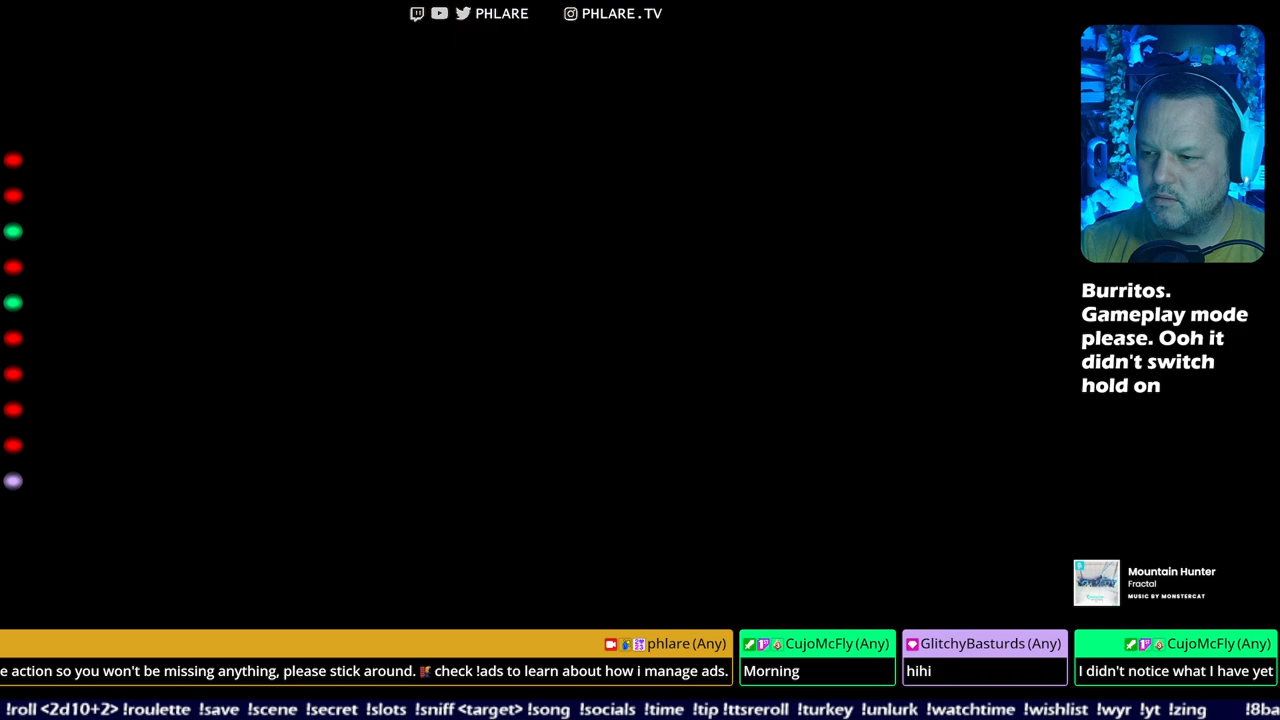 PHLARE PHLARE.TV
Burritos.
Gameplay mode
please. Ooh it
didn't switch
hold on
Mountain Hunter
Fractal
MUSIC BY MONSTERCAT
phlare (Any)
e action so you won't be missing anything, please stick around. check !ads to learn about how i manage ads.
CujoMcFly (Any)
Morning
GlitchyBasturds (Any)
hihi
CujoMcFly (Any)
I didn't notice what I have yet
!roll <2d10+2> !roulette !save !scene !secret !slots !sniff <target> !song !socials !time !tip !ttsreroll !turkey !unlurk !watchtime !wishlist !wyr !yt !zing !8ba